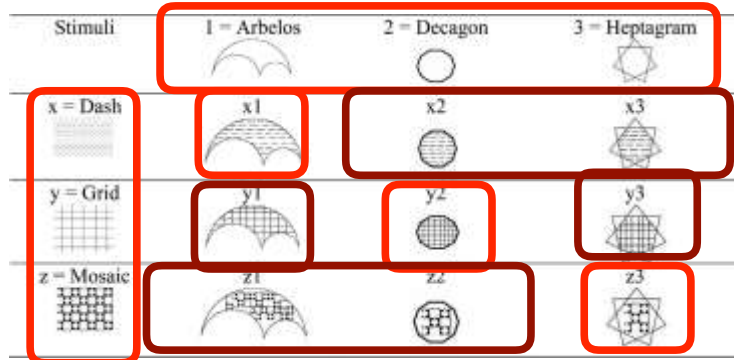 Stimuli 1 = Arbelos 2 = Decagon 3 = Heptagram
x = Dash x1 x2 x3
y = Grid y1 y2 y3
z = Mosaic z1 z2 z3